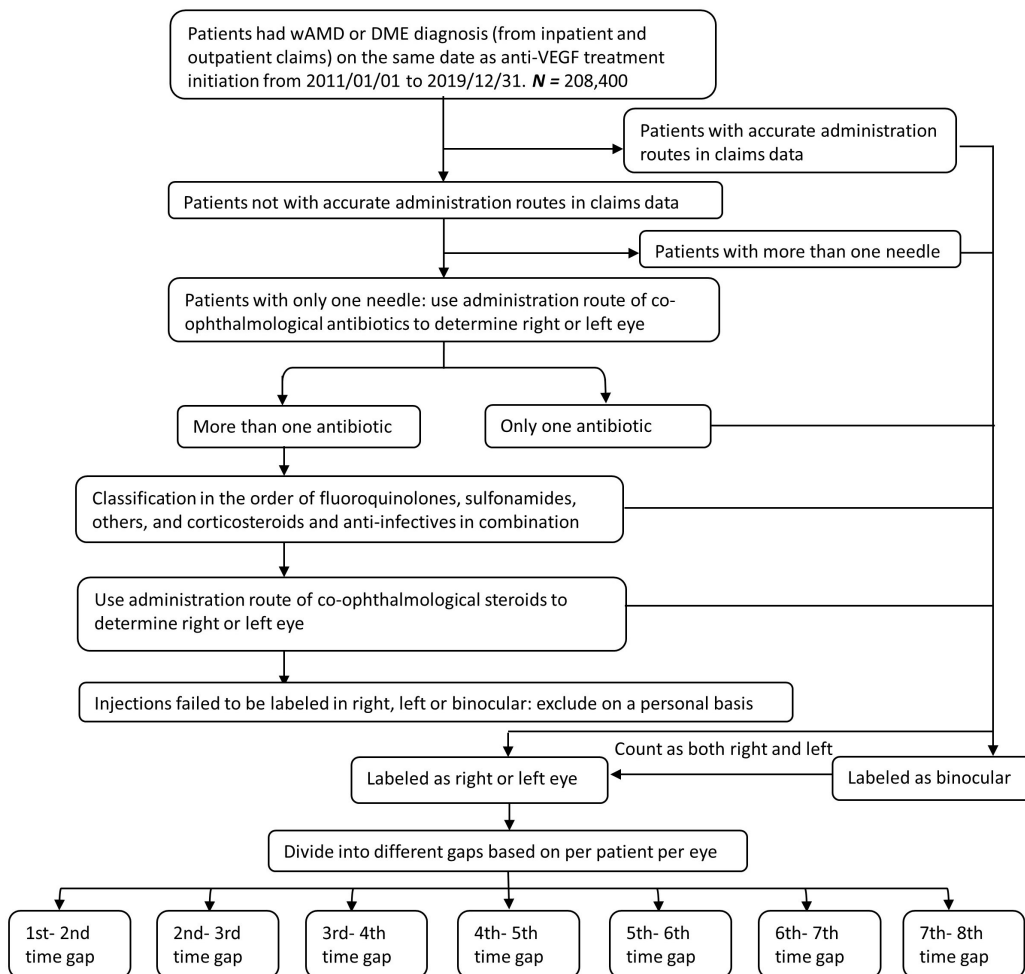 Patients had wAMD or DME diagnosis (from inpatient and
outpatient claims) on the same date as anti-VEGF treatment
initiation from 2011/01/01 to 2019/12/31. N = 208,400
Patients with accurate administration
routes in claims data
Patients not with accurate administration routes in claims data
Patients with more than one needle
Patients with only one needle: use administration route of co-
ophthalmological antibiotics to determine right or left eye
More than one antibiotic
Only one antibiotic
Classification in the order of fluoroquinolones, sulfonamides,
others, and corticosteroids and anti-infectives in combination
Use administration route of co-ophthalmological steroids to
determine right or left eye
Injections failed to be labeled in right, left or binocular: exclude on a personal basis
Count as both right and left
Labeled as right or left eye
Labeled as binocular
Divide into different gaps based on per patient per eye
1st- 2nd
time gap
2nd- 3rd
time gap
3rd- 4th
time gap
4th- 5th
time gap
5th- 6th
time gap
6th- 7th
time gap
7th- 8th
time gap